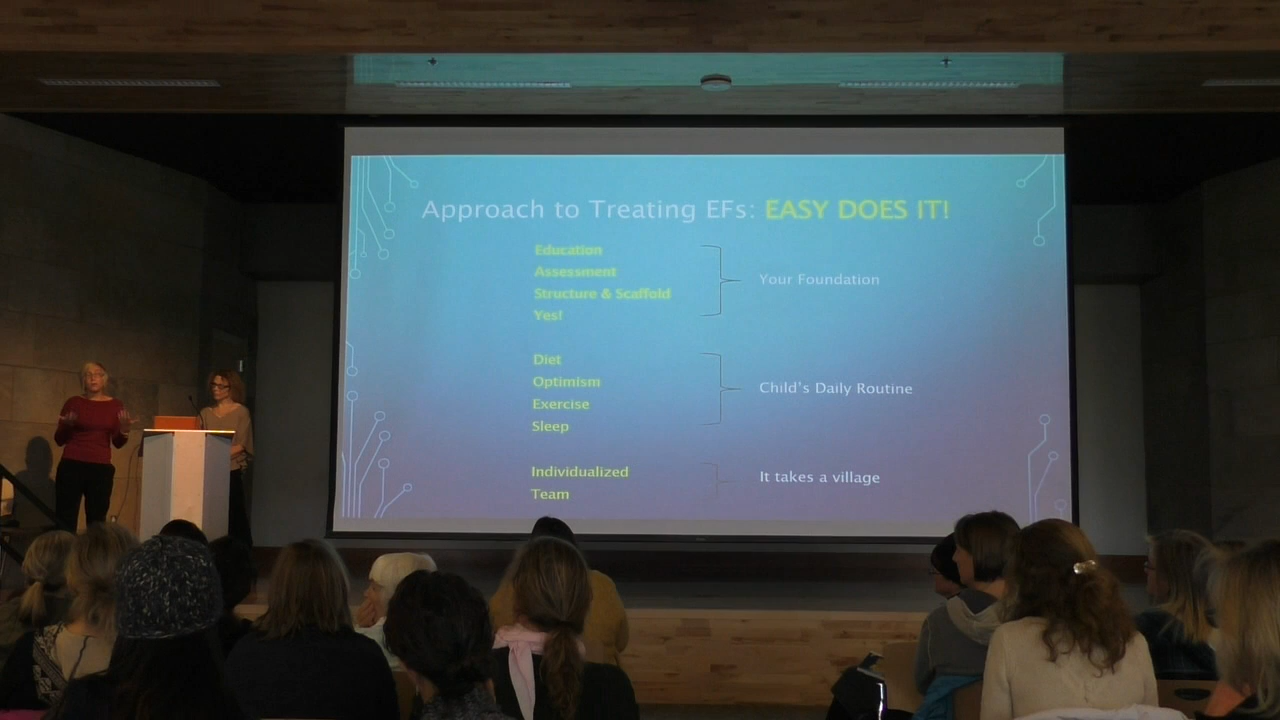 Approach to Treating EFs: EASY DOES IT!
Education
Assessment
Structure & Scaffold
Yes!
Your Foundation
Diet
Optimism
Exercise
Sleep
Child's Daily Routine
Individualized
Team
It takes a village